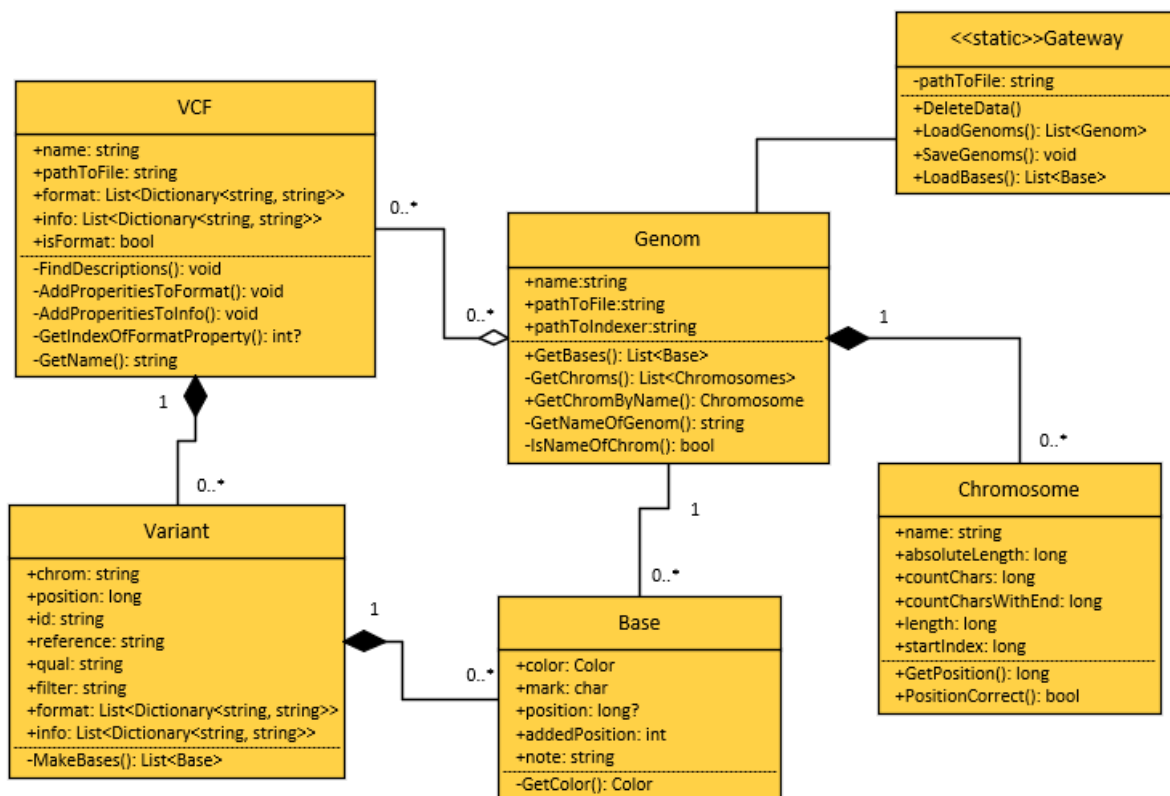 <<static>>Gateway
-pathToFile: string
+DeleteData()
+LoadGenoms(): List<Genom>
+SaveGenoms(): void
+LoadBases(): List<Base>
VCF
+name: string
+pathToFile: string
+format: List<Dictionary<string, string>>
+info: List<Dictionary<string, string>>
+isFormat: bool
-FindDescriptions(): void
-AddProperitiesToFormat(): void
-AddProperitiesToInfo(): void
-GetIndexOfFormatProperty(): int?
-GetName(): string
0..*
0..*
Genom
+name:string
+pathToFile:string
+pathToIndexer:string
+GetBases(): List<Base>
-GetChroms(): List<Chromosomes>
+GetChromByName(): Chromosome
-GetNameOfGenom(): string
-IsNameOfChrom(): bool
1
0..*
1
0..*
1
0..*
Chromosome
+name: string
+absoluteLength: long
+countChars: long
+countCharsWithEnd: long
+length: long
+startIndex: long
+GetPosition(): long
+PositionCorrect(): bool
Variant
+chrom: string
+position: long
+id: string
+reference: string
+qual: string
+filter: string
+format: List<Dictionary<string, string>>
+info: List<Dictionary<string, string>>
-MakeBases(): List<Base>
1
0..*
Base
+color: Color
+mark: char
+position: long?
+addedPosition: int
+note: string
-GetColor(): Color